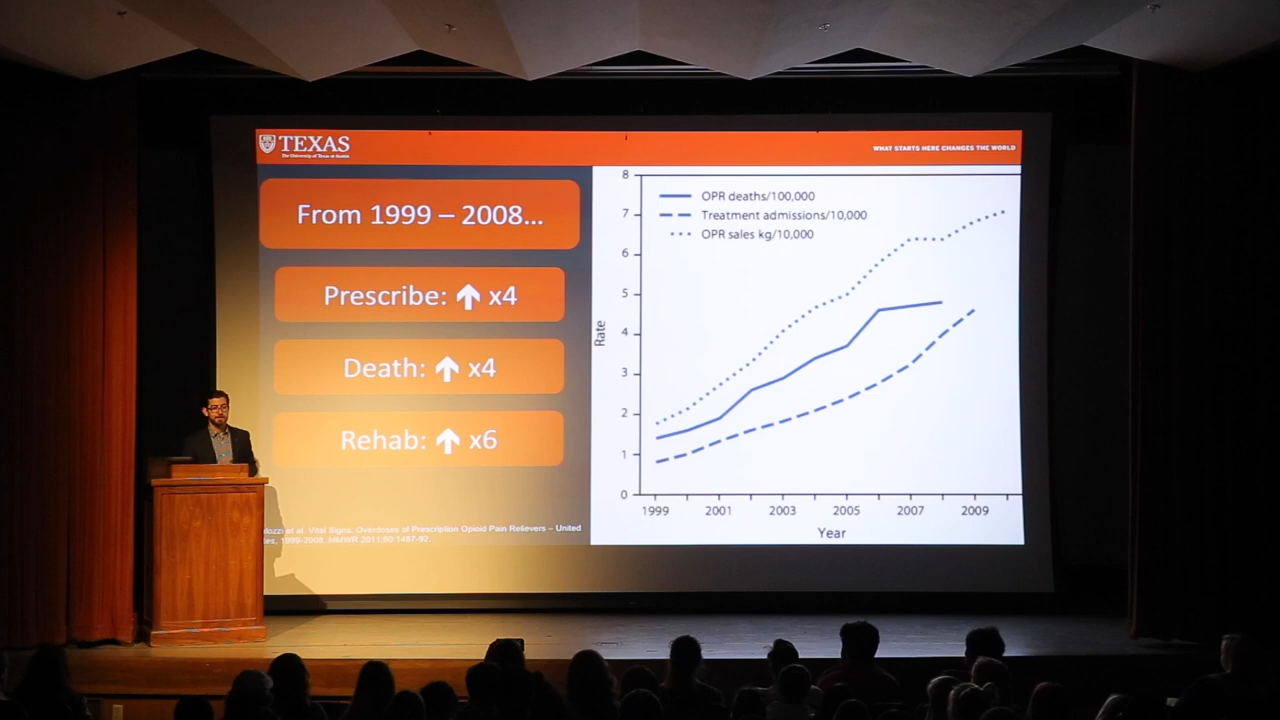 TEXAS
The University of Texas at Austin
WHAT STARTS HERE CHANGES THE WORLD
From 1999 – 2008...
Prescribe: ↑ x4
Death: ↑ x4
Rehab: ↑ x6
et al. Vital Signs: Overdoses of Prescription Opioid Pain Relievers – United
1999-2008. MMWR 2011;60:1487-92.
OPR deaths/100,000
Treatment admissions/10,000
OPR sales kg/10,000
8
7
6
5
4
3
2
1
0
Rate
1999 2001 2003 2005 2007 2009
Year